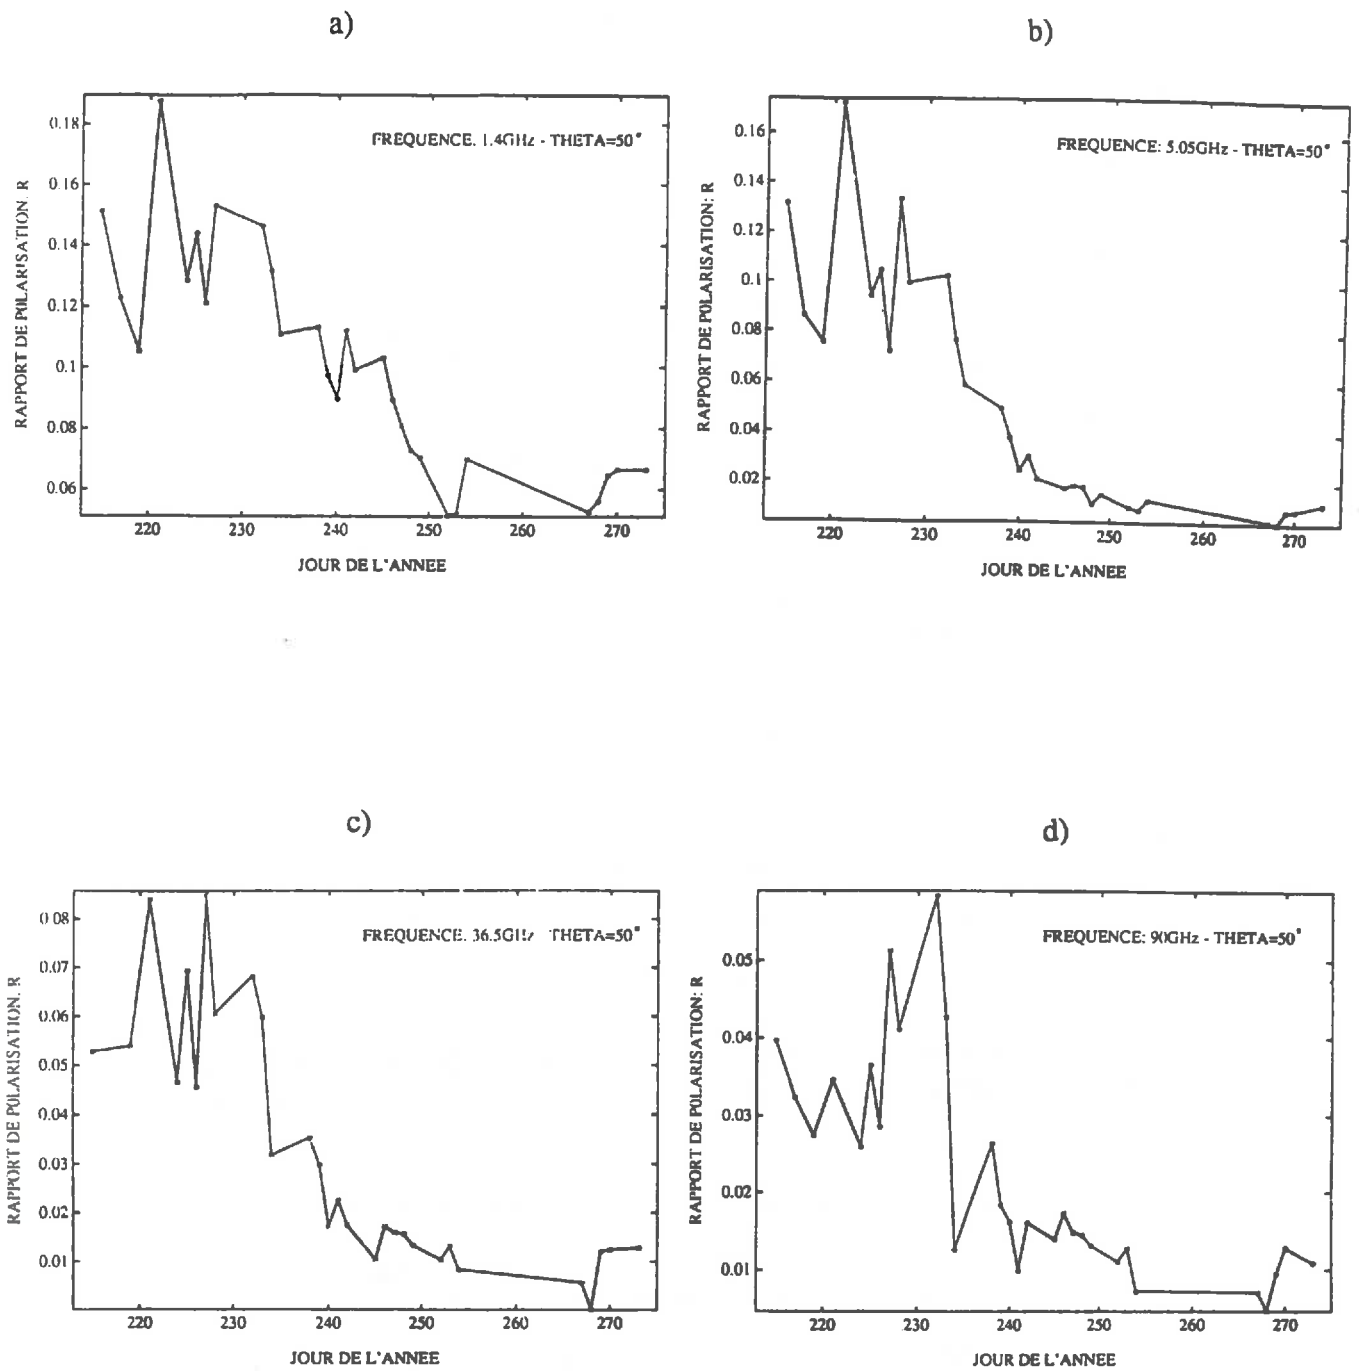 a)
FREQUENCE: 1.4GHz - THETA=50°
RAPPORT DE POLARISATION: R
0.18
0.16
0.14
0.12
0.1
0.08
0.06
220 230 240 250 260 270
JOUR DE L'ANNEE
b)
FREQUENCE: 5.05GHz - THETA=50°
RAPPORT DE POLARISATION: R
0.16
0.14
0.12
0.1
0.08
0.06
0.04
0.02
220 230 240 250 260 270
JOUR DE L'ANNEE
c)
FREQUENCE: 36.5GHz - THETA=50°
RAPPORT DE POLARISATION: R
0.08
0.07
0.06
0.05
0.04
0.03
0.02
0.01
220 230 240 250 260 270
JOUR DE L'ANNEE
d)
FREQUENCE: 90GHz - THETA=50°
RAPPORT DE POLARISATION: R
0.05
0.04
0.03
0.02
0.01
220 230 240 250 260 270
JOUR DE L'ANNEE